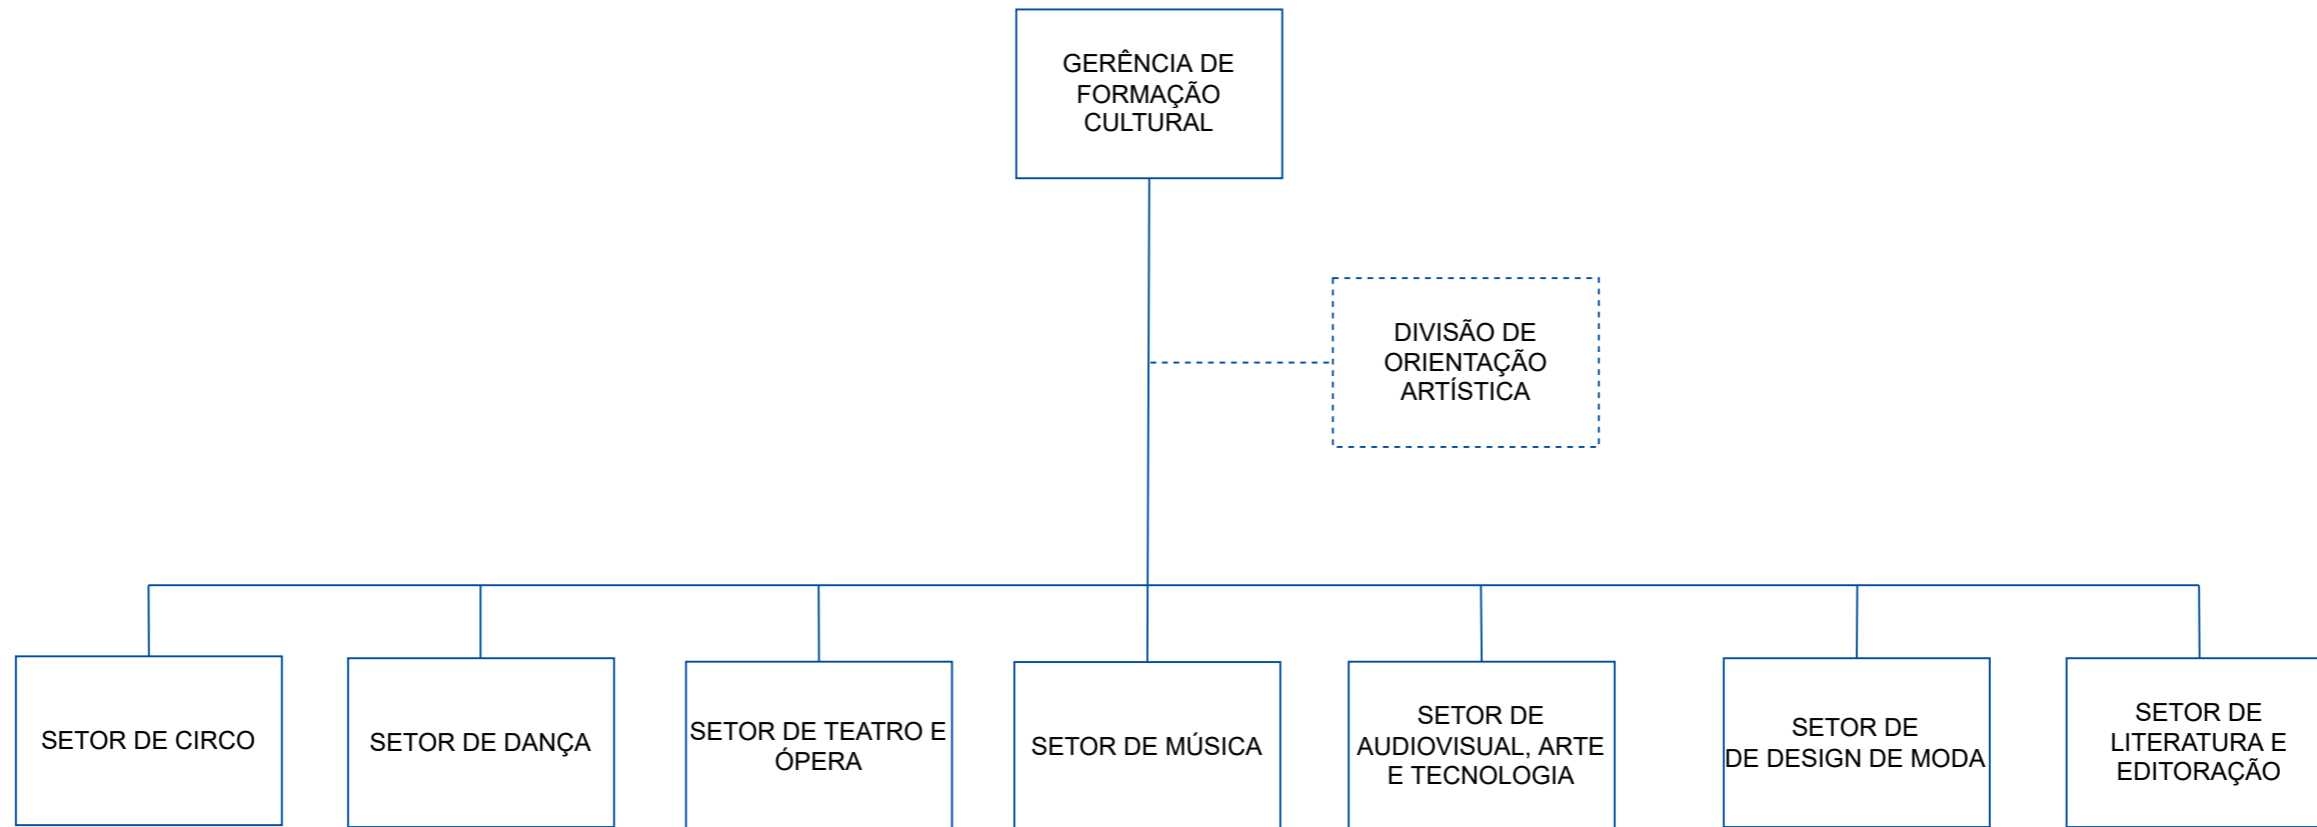 GERÊNCIA DE
FORMAÇÃO
CULTURAL
DIVISÃO DE
ORIENTAÇÃO
ARTÍSTICA
SETOR DE CIRCO
SETOR DE DANÇA
SETOR DE TEATRO E
ÓPERA
SETOR DE MÚSICA
SETOR DE
AUDIOVISUAL, ARTE
E TECNOLOGIA
SETOR DE
DE DESIGN DE MODA
SETOR DE
LITERATURA E
EDITORAÇÃO